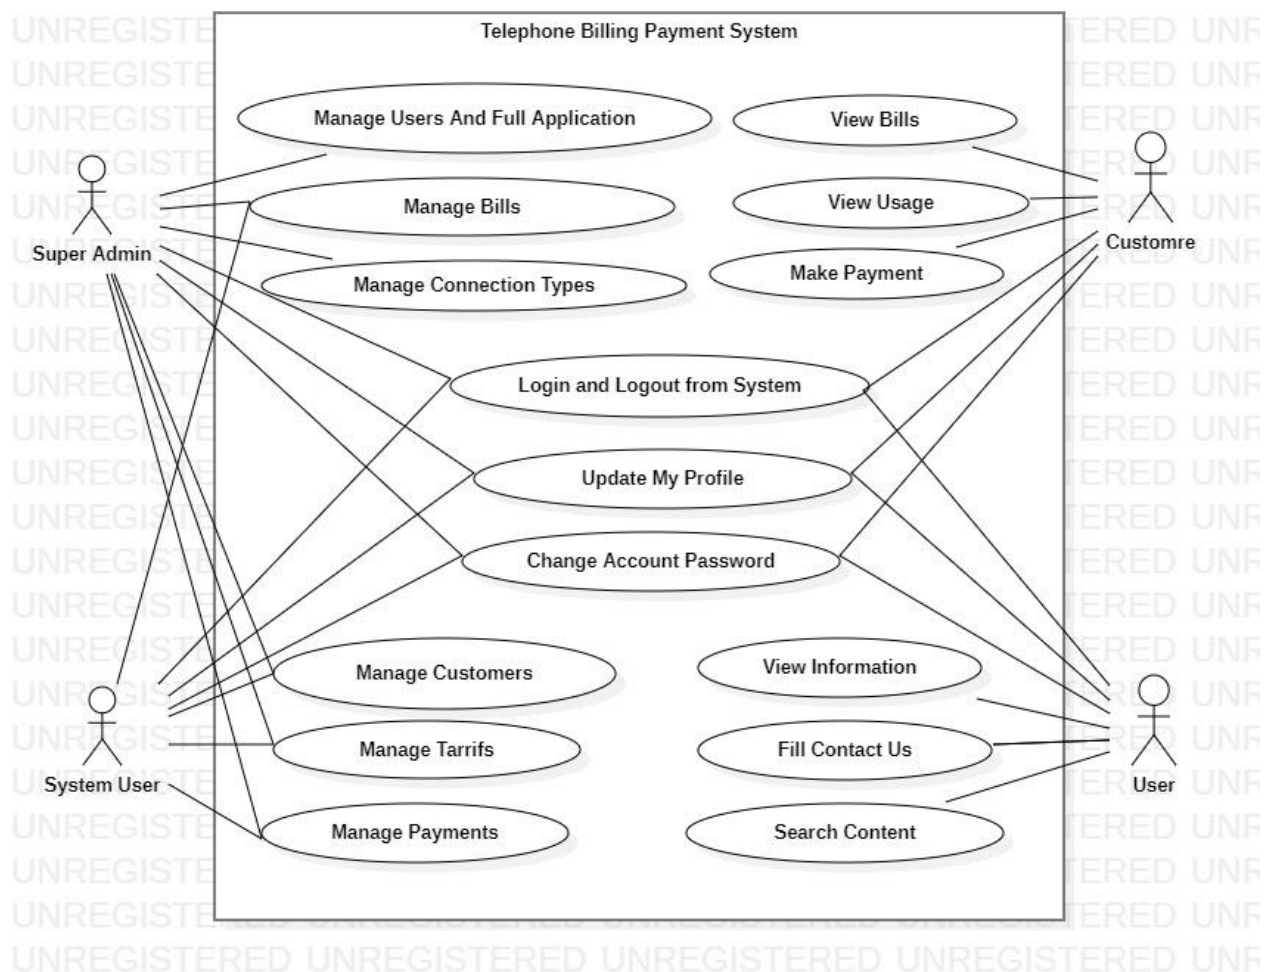 Telephone Billing Payment System
Manage Users And Full Application
View Bills
Manage Bills
View Usage
Super Admin
Customre
Manage Connection Types
Make Payment
Login and Logout from System
Update My Profile
Change Account Password
Manage Customers
View Information
Manage Tarrifs
Fill Contact Us
System User
User
Manage Payments
Search Content
UNREGISTERED UNREGISTERED UNREGISTERED UNREGISTERED UNR